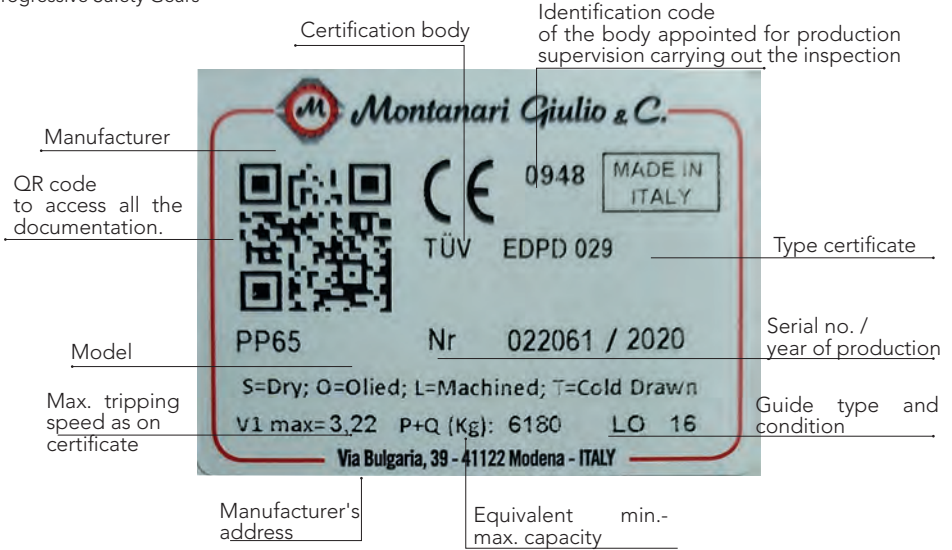 Progressive Safety Gears
Certification body
Identification code
of the body appointed for production
supervision carrying out the inspection
M Montanari Giulio & C.
Manufacturer
QR code
to access all the
documentation.
CE 0948 MADE IN
ITALY
TÜV EDPD 029
Type certificate
PP65 Nr 022061 / 2020
Model
Serial no. /
year of production
S=Dry; O=Olied; L=Machined; T=Cold Drawn
Max. tripping
speed as on
certificate
V1 max=3,22 P+Q (Kg): 6180 LO 16
Guide type and
condition
Via Bulgaria, 39 - 41122 Modena - ITALY
Manufacturer's
address
Equivalent min.-
max. capacity